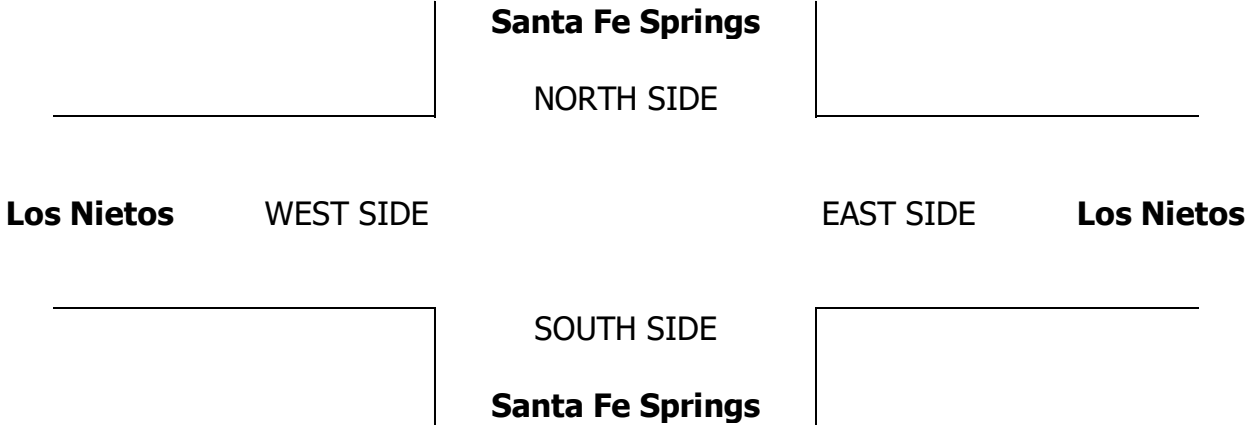 Santa Fe Springs
NORTH SIDE
Los Nietos WEST SIDE EAST SIDE Los Nietos
SOUTH SIDE
Santa Fe Springs